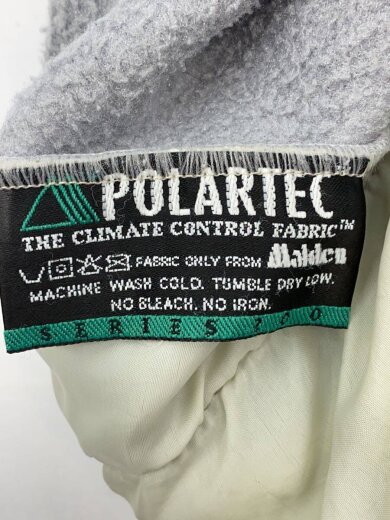 POLARTEC
THE CLIMATE CONTROL FABRIC™
FABRIC ONLY FROM Malden
MACHINE WASH COLD. TUMBLE DRY LOW.
NO BLEACH. NO IRON.
SERIES